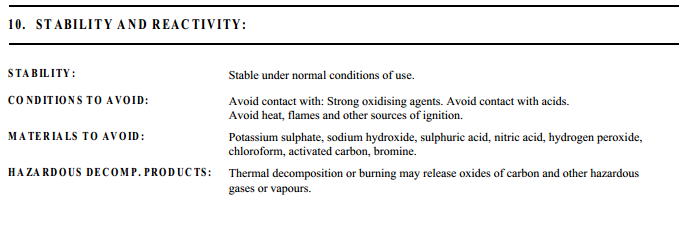 10. STABILITY AND REACTIVITY:
STABILITY: Stable under normal conditions of use.
CONDITIONS TO AVOID: Avoid contact with: Strong oxidising agents. Avoid contact with acids.
Avoid heat, flames and other sources of ignition.
MATERIALS TO AVOID: Potassium sulphate, sodium hydroxide, sulphuric acid, nitric acid, hydrogen peroxide,
chloroform, activated carbon, bromine.
HAZARDOUS DECOMP. PRODUCTS: Thermal decomposition or burning may release oxides of carbon and other hazardous
gases or vapours.